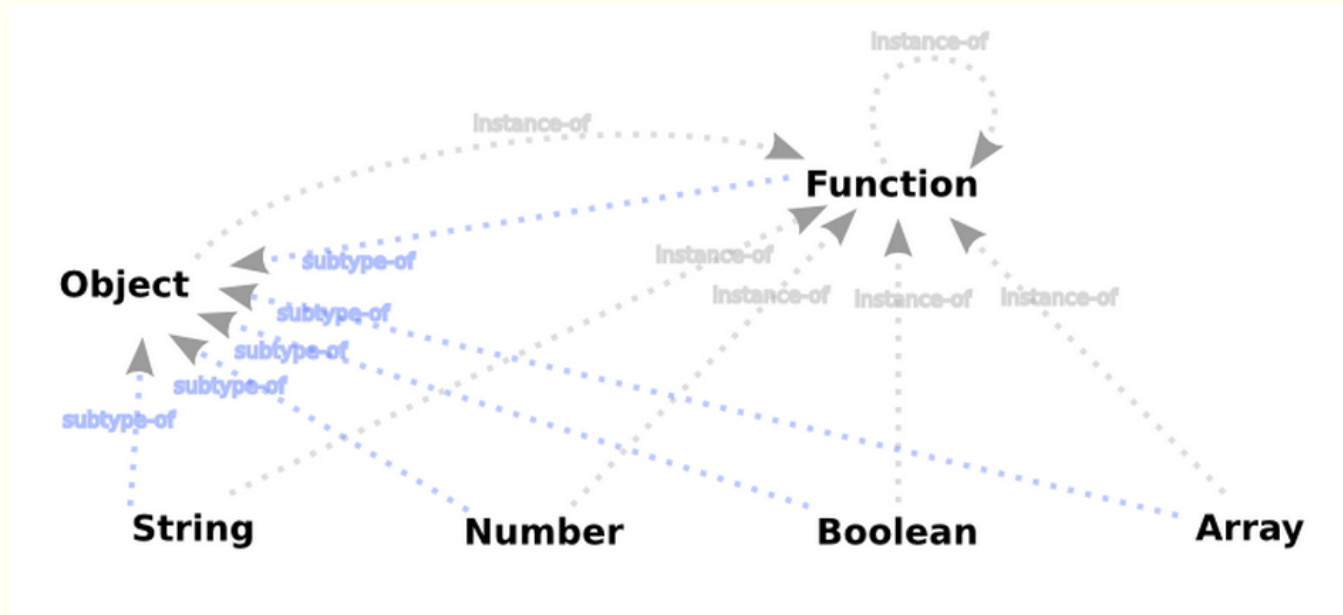 instance-of
instance-of
Function
instance-of
subtype-of
Object
instance-of
instance-of
instance-of
subtype-of
subtype-of
subtype-of
subtype-of
String
Number
Boolean
Array